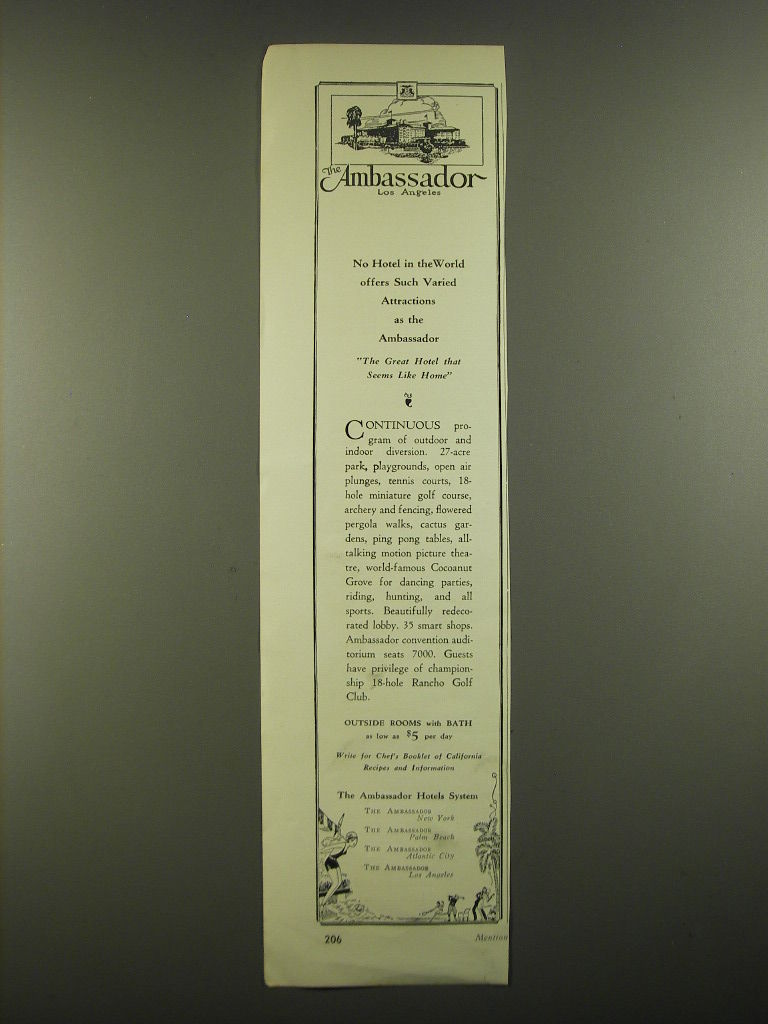 The Ambassador
Los Angeles
No Hotel in the World
offers Such Varied
Attractions
as the
Ambassador
"The Great Hotel that
Seems Like Home"
CONTINUOUS pro-
gram of outdoor and
indoor diversion. 27-acre
park, playgrounds, open air
plunges, tennis courts, 18-
hole miniature golf course,
archery and fencing, flowered
pergola walks, cactus gar-
dens, ping pong tables, all-
talking motion picture thea-
tre, world-famous Cocoanut
Grove for dancing parties,
riding, hunting, and all
sports. Beautifully redeco-
rated lobby. 35 smart shops.
Ambassador convention audi-
torium seats 7000. Guests
have privilege of champion-
ship 18-hole Rancho Golf
Club.
OUTSIDE ROOMS with BATH
as low as $5 per day
Write for Chef's Booklet of California
Recipes and Information
The Ambassador Hotels System
The Ambassador
New York
The Ambassador
Palm Beach
The Ambassador
Atlantic City
The Ambassador
Los Angeles
206
Mention